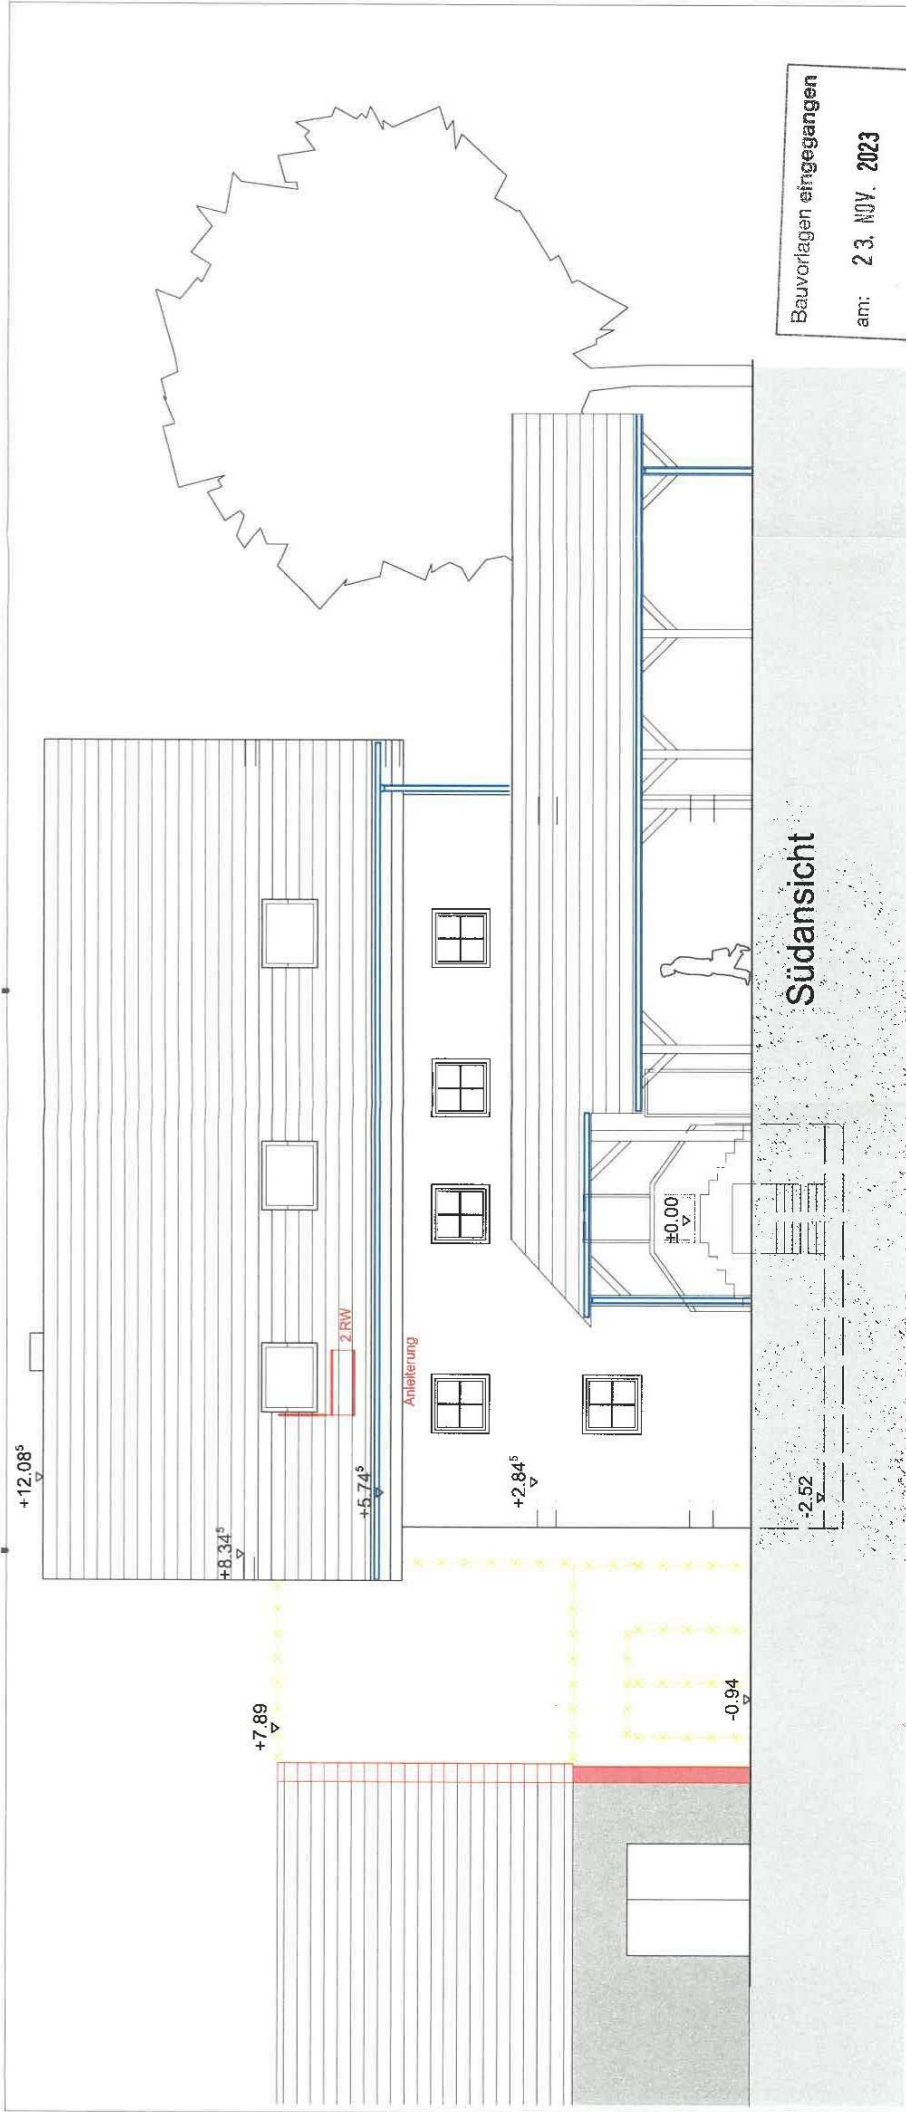 +12.08⁵
+8.34⁵
+7.89
2 RW
+5.74⁵
Anleiterung
+2.84⁵
±0.00
-0.94
-2.52
Südansicht
Bauvorlagen eingegangen
am: 23. NOV. 2023